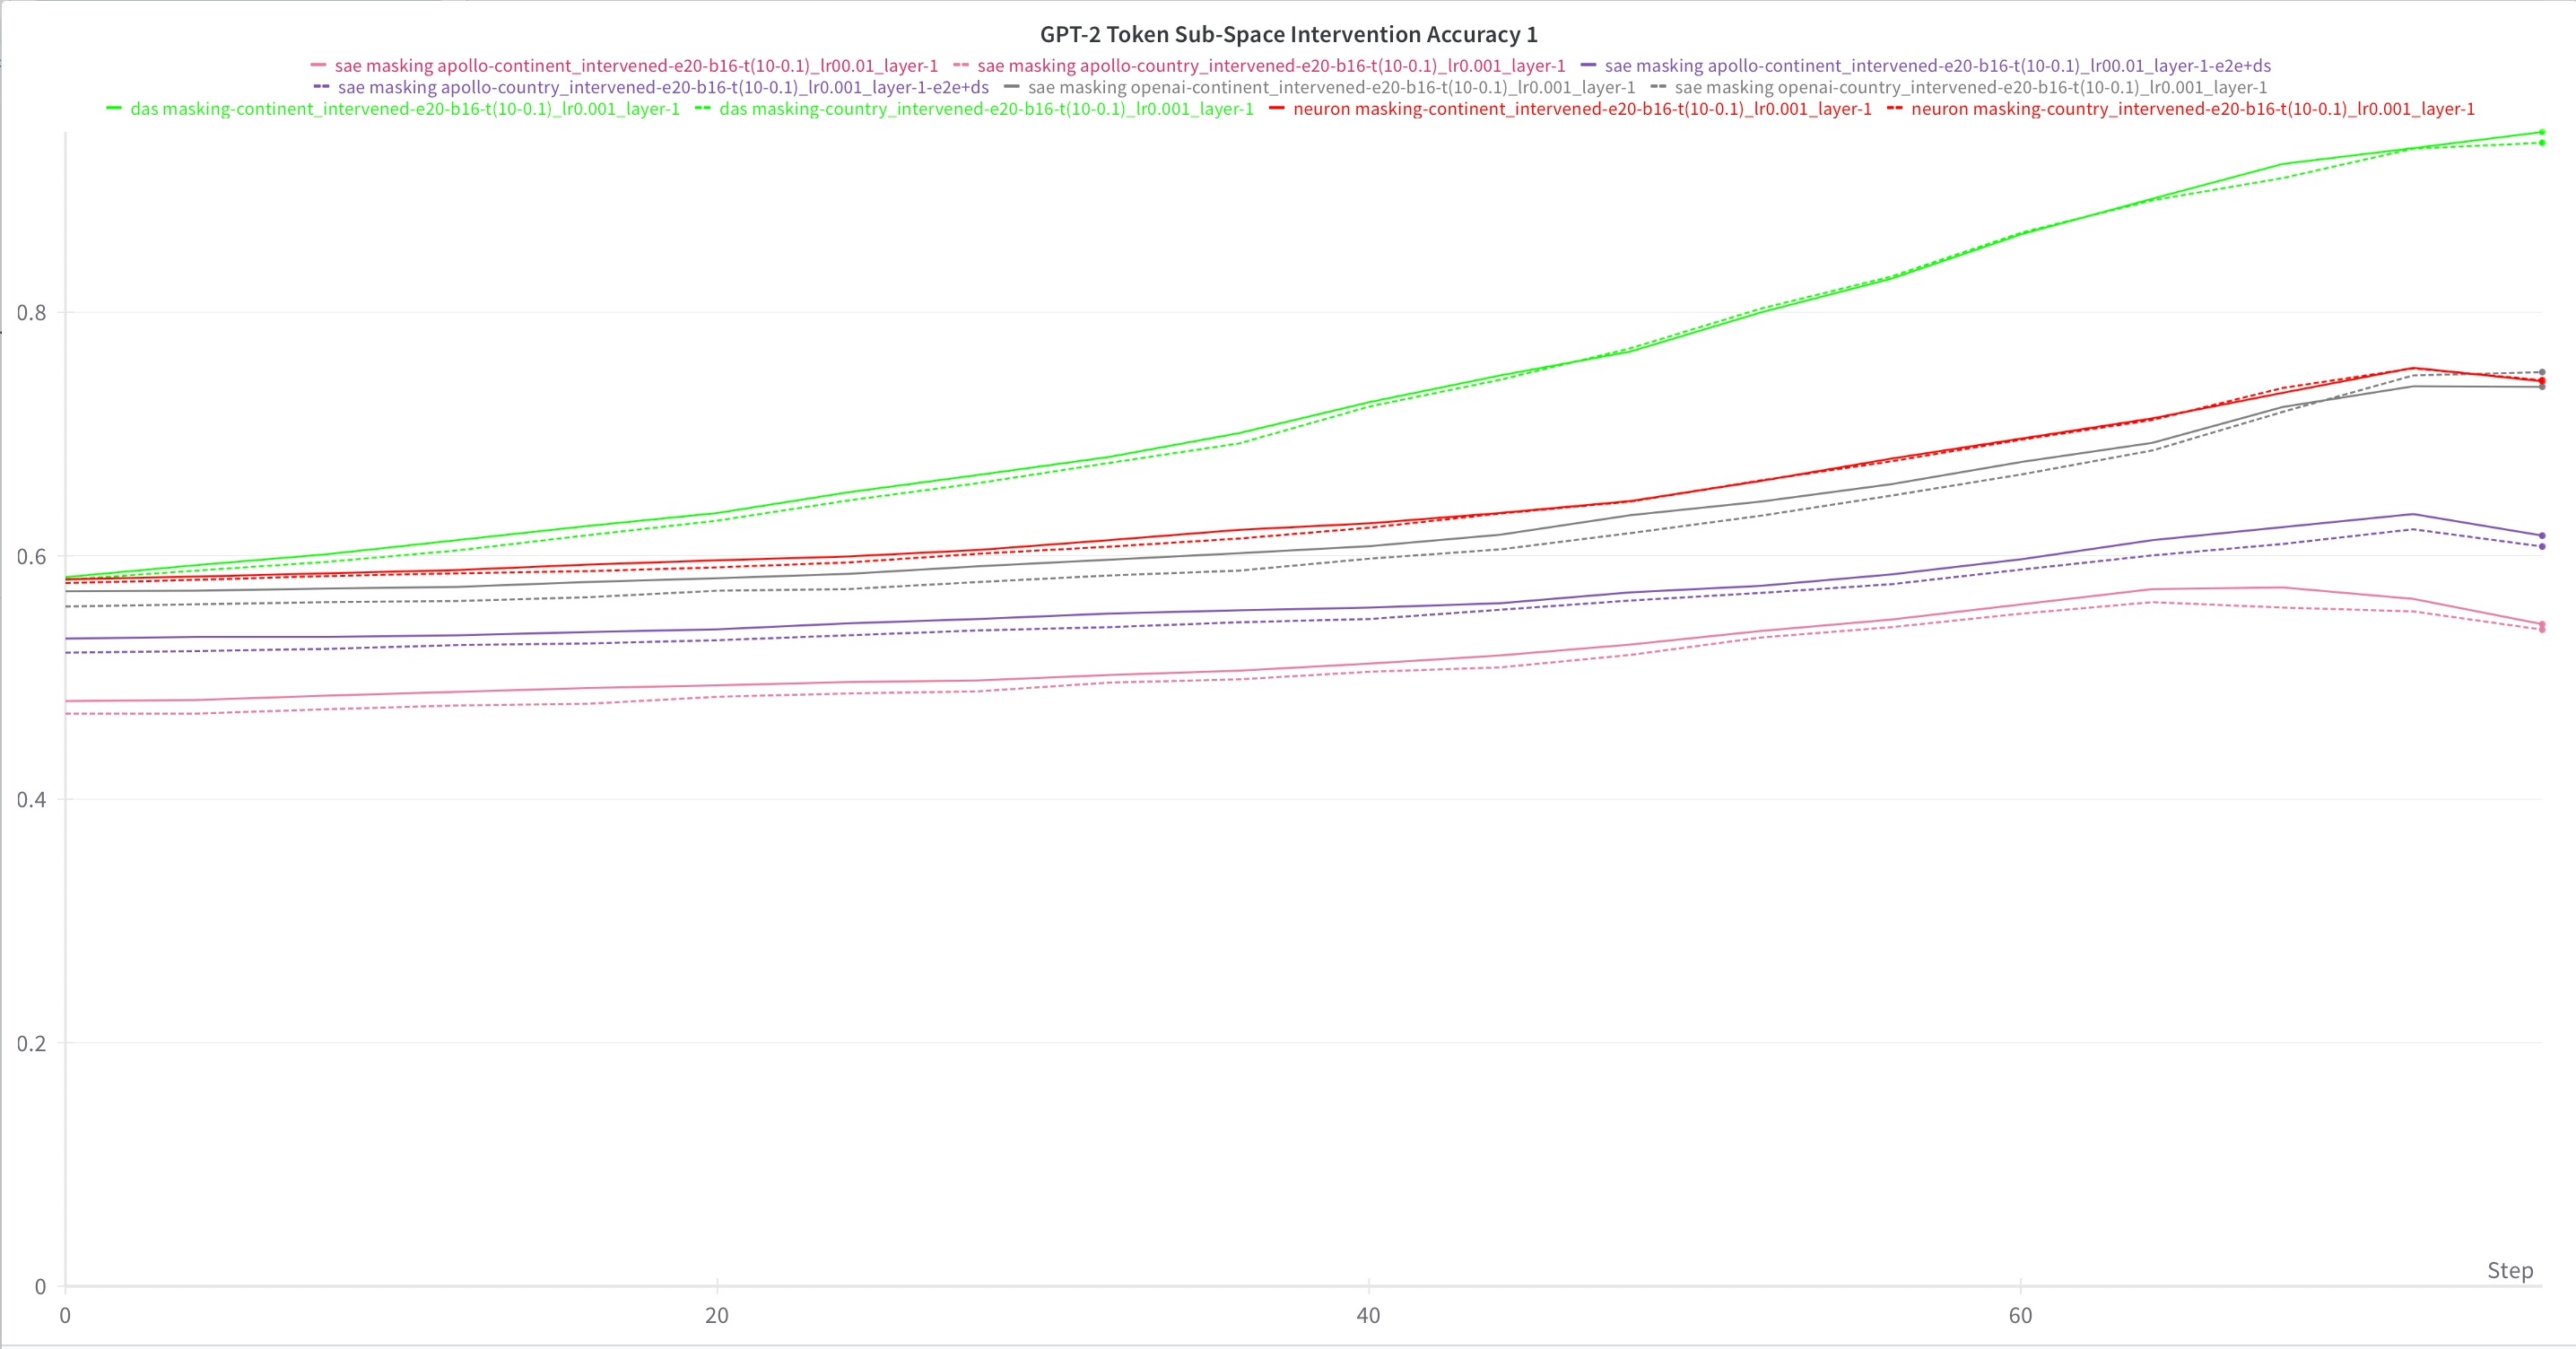 GPT-2 Token Sub-Space Intervention Accuracy 1
sae masking apollo-continent_intervened-e20-b16-t(10-0.1)_lr00.01_layer-1 sae masking apollo-country_intervened-e20-b16-t(10-0.1)_lr0.001_layer-1 sae masking apollo-continent_intervened-e20-b16-t(10-0.1)_lr00.01_layer-1-e2e+ds
sae masking apollo-country_intervened-e20-b16-t(10-0.1)_lr0.001_layer-1-e2e+ds sae masking openai-continent_intervened-e20-b16-t(10-0.1)_lr0.001_layer-1 sae masking openai-country_intervened-e20-b16-t(10-0.1)_lr0.001_layer-1
das masking-continent_intervened-e20-b16-t(10-0.1)_lr0.001_layer-1 das masking-country_intervened-e20-b16-t(10-0.1)_lr0.001_layer-1 neuron masking-continent_intervened-e20-b16-t(10-0.1)_lr0.001_layer-1 neuron masking-country_intervened-e20-b16-t(10-0.1)_lr0.001_layer-1
0.8
0.6
0.4
0.2
0
Step
0 20 40 60